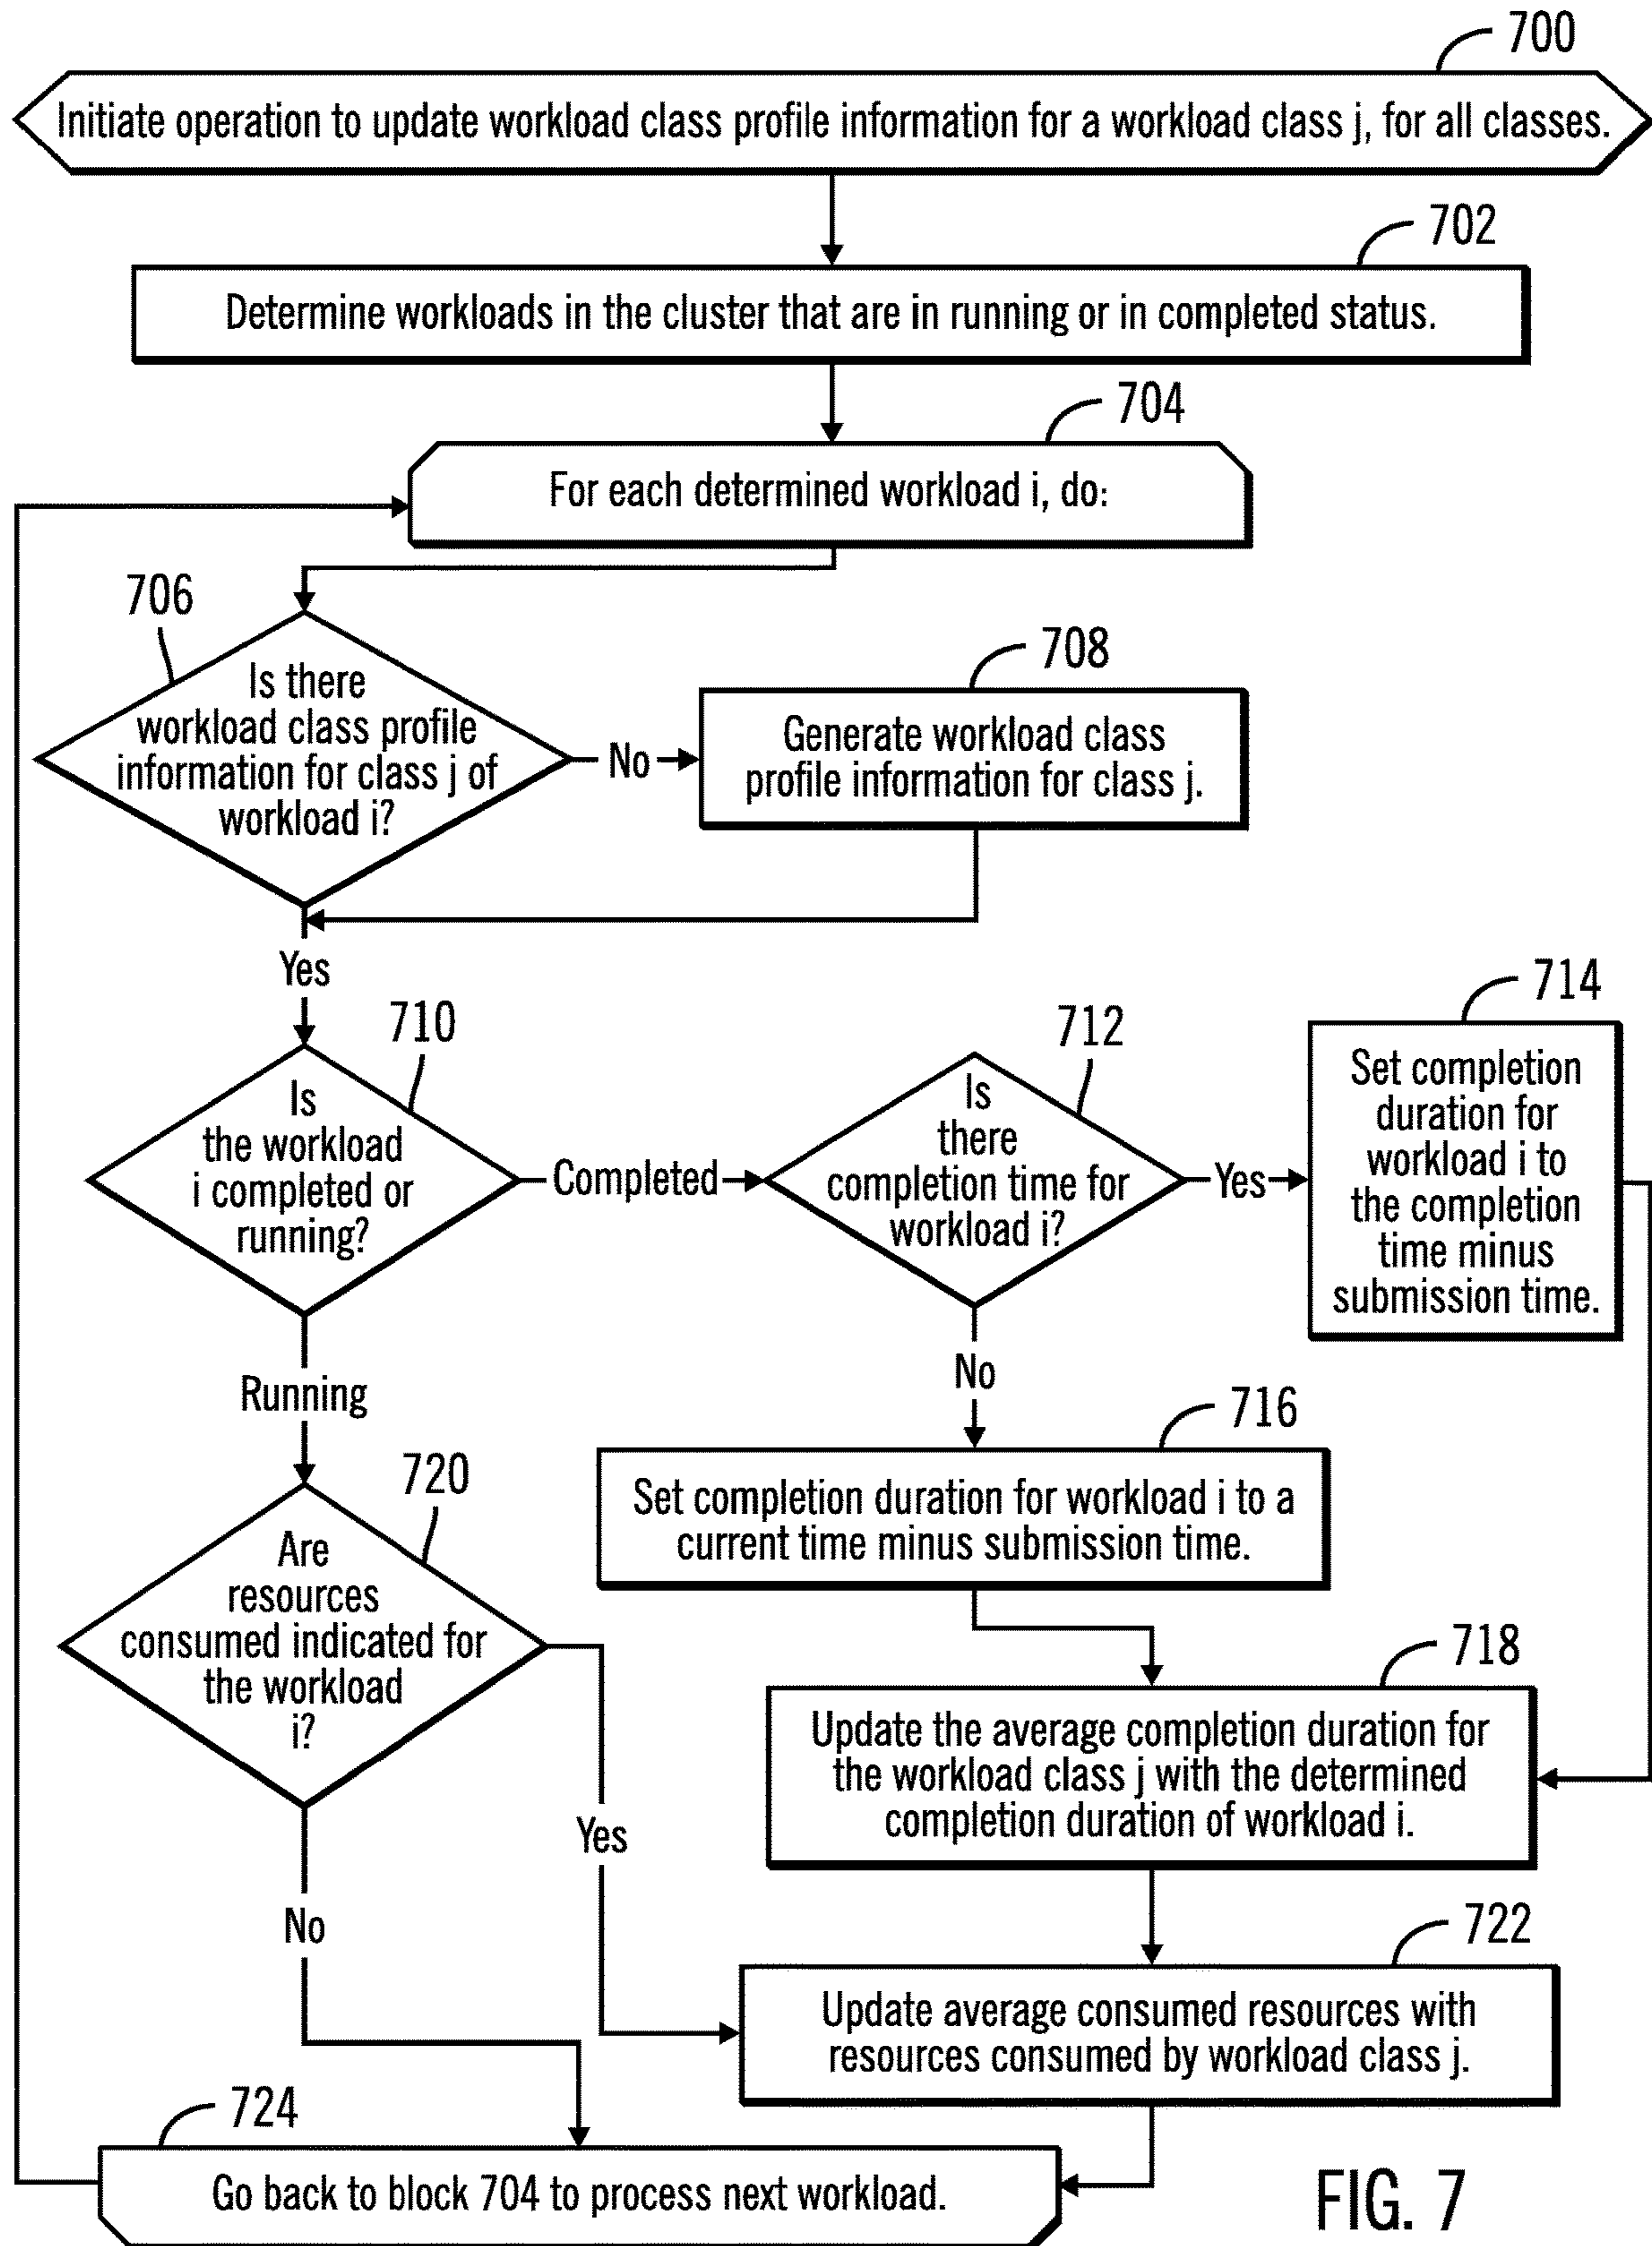 700
Initiate operation to update workload class profile information for a workload class j, for all classes.
702
Determine workloads in the cluster that are in running or in completed status.
704
For each determined workload i, do:
706
Is there
workload class profile
information for class j of
workload i?
No
708
Generate workload class
profile information for class j.
Yes
710
Is
the workload
i completed or
running?
Completed
712
Is
there
completion time for
workload i?
Yes
714
Set completion
duration for
workload i to
the completion
time minus
submission time.
No
716
Set completion duration for workload i to a
current time minus submission time.
Running
720
Are
resources
consumed indicated for
the workload
i?
718
Update the average completion duration for
the workload class j with the determined
completion duration of workload i.
Yes
No
722
Update average consumed resources with
resources consumed by workload class j.
724
Go back to block 704 to process next workload.
FIG. 7